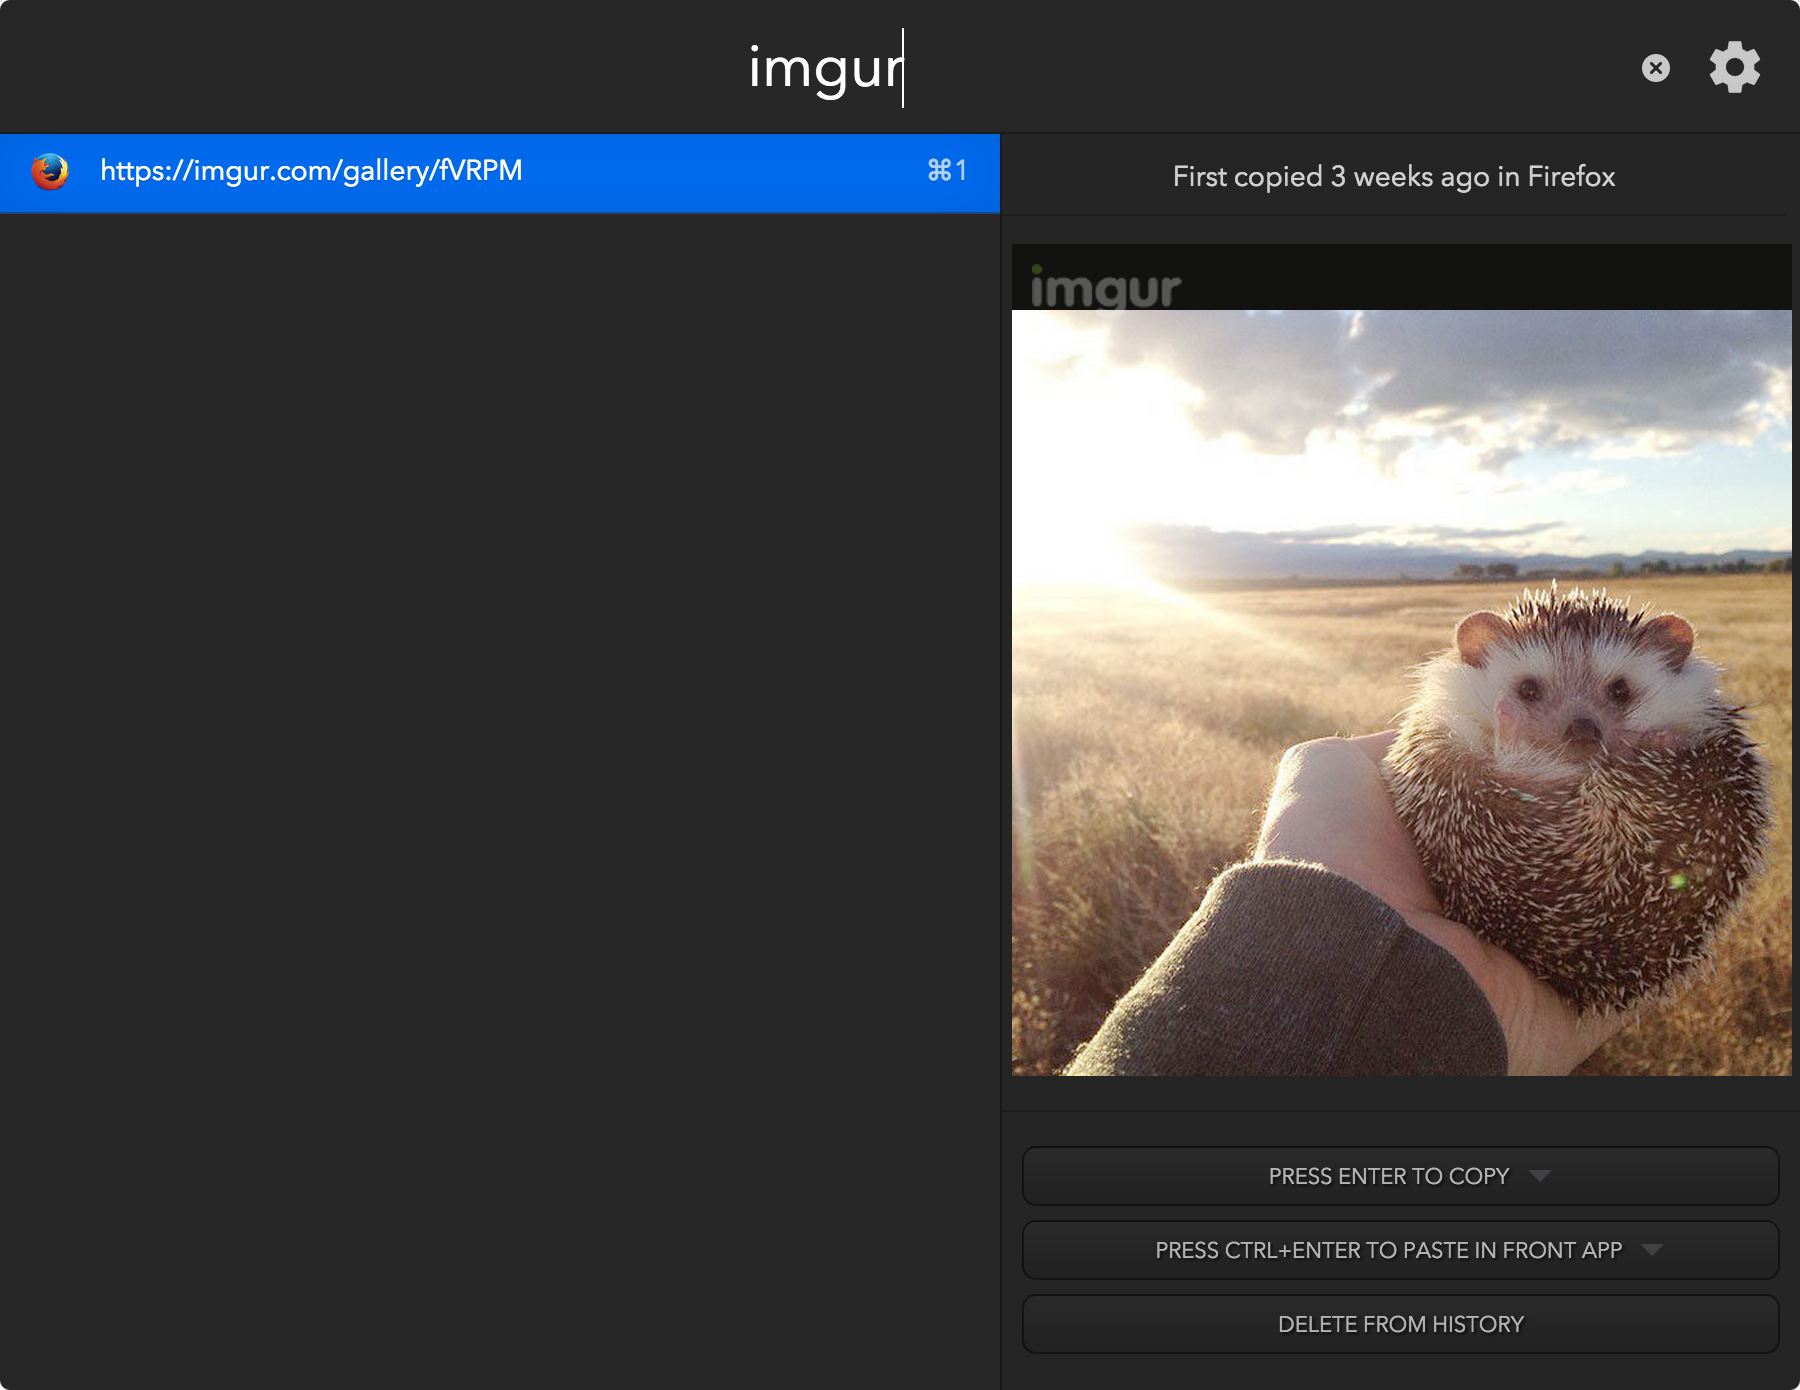 imgur
https://imgur.com/gallery/fVRPM ⌘1
First copied 3 weeks ago in Firefox
imgur
PRESS ENTER TO COPY
PRESS CTRL+ENTER TO PASTE IN FRONT APP
DELETE FROM HISTORY